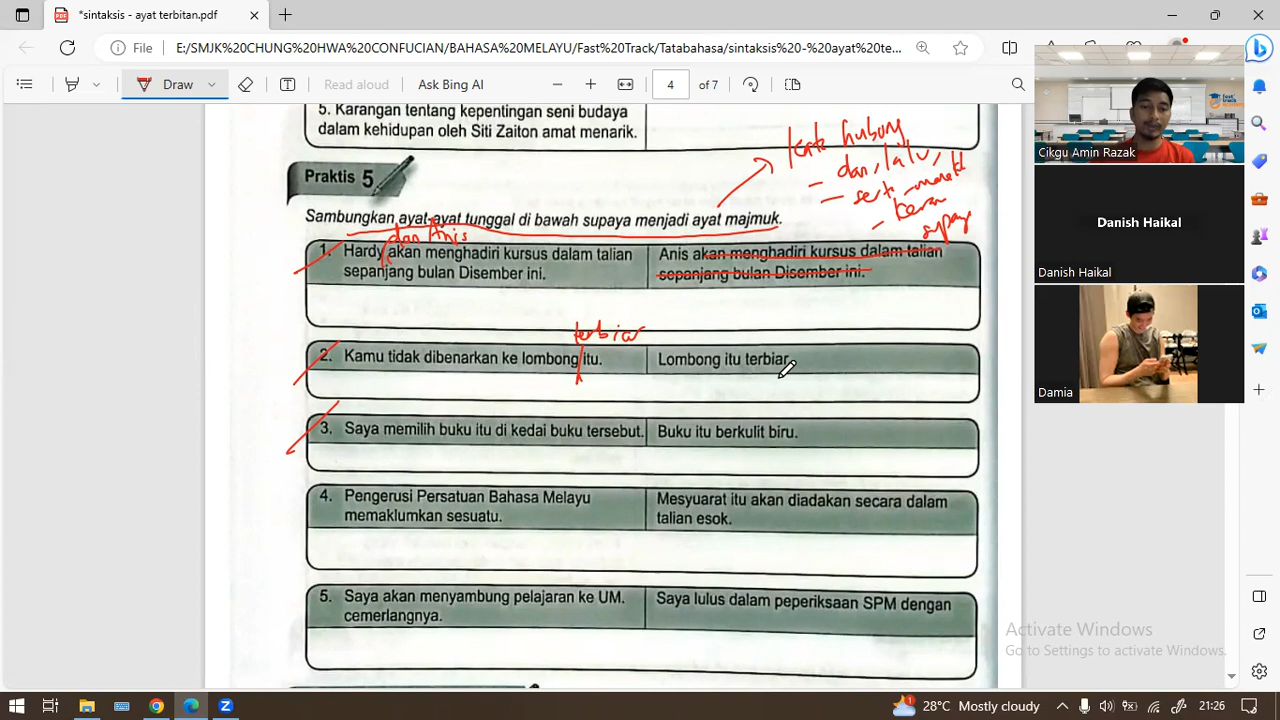 *sintaksis - ayat terbitan.pdf
File
E:/SMJK%20CHUNG%20HWA%20CONFUCIAN/BAHASA%20MELAYU/Fast%20Track/Tatabahasa/sintaksis%20-%20ayat%20te...
Draw
Read aloud
Ask Bing AI
4
of 7
5. Karangan tentang kepentingan seni budaya
dalam kehidupan oleh Siti Zaiton amat menarik.
hubung
- dan, lalu,
Praktis 5
Sambungkan ayat-ayat tunggal di bawah supaya menjadi ayat majmuk.
dan Anis
1. Hardy akan menghadiri kursus dalam talian
sepanjang bulan Disember ini.
Anis akan menghadiri kursus dalam talian
sepanjang bulan Disember ini.
terbiar
2. Kamu tidak dibenarkan ke lombong itu.
Lombong itu terbiar.
3. Saya memilih buku itu di kedai buku tersebut.
Buku itu berkulit biru.
4. Pengerusi Persatuan Bahasa Melayu
memaklumkan sesuatu.
Mesyuarat itu akan diadakan secara dalam
talian esok.
5. Saya akan menyambung pelajaran ke UM.
cemerlangnya.
Saya lulus dalam peperiksaan SPM dengan
Cikgu Amin Razak
Danish Haikal
Danish Haikal
Damia
Activate Windows
Go to Settings to activate Windows.
1
28°C Mostly cloudy
21:26